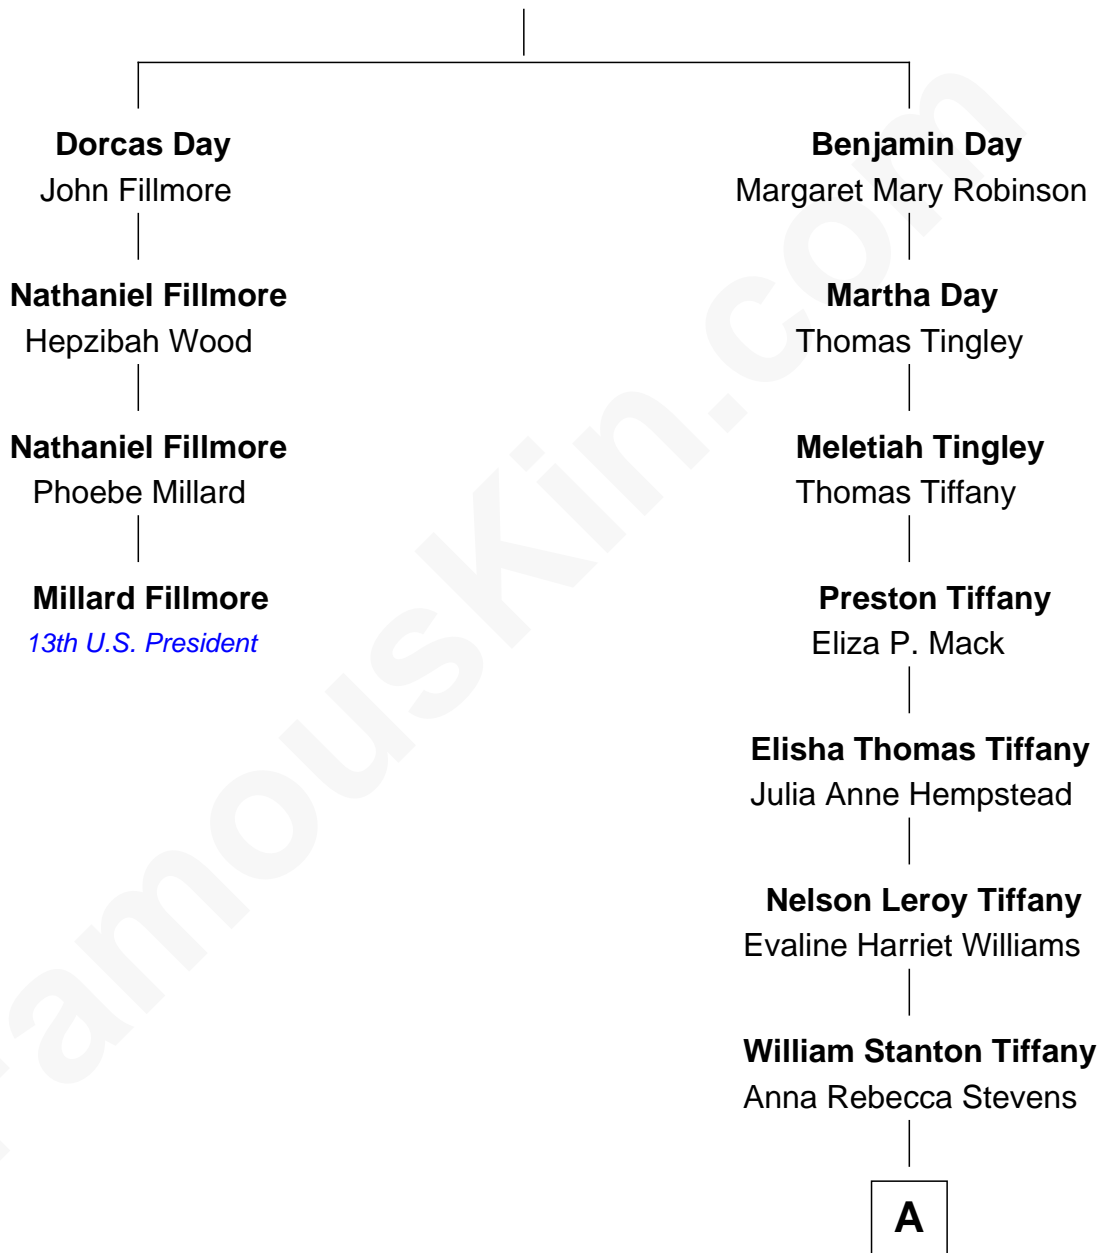 Dorcas Day
John Fillmore
Nathaniel Fillmore
Hepzibah Wood
Nathaniel Fillmore
Phoebe Millard
Millard Fillmore
13th U.S. President
Benjamin Day
Margaret Mary Robinson
Martha Day
Thomas Tingley
Meletiah Tingley
Thomas Tiffany
Preston Tiffany
Eliza P. Mack
Elisha Thomas Tiffany
Julia Anne Hempstead
Nelson Leroy Tiffany
Evaline Harriet Williams
William Stanton Tiffany
Anna Rebecca Stevens
A
FamousKin.com